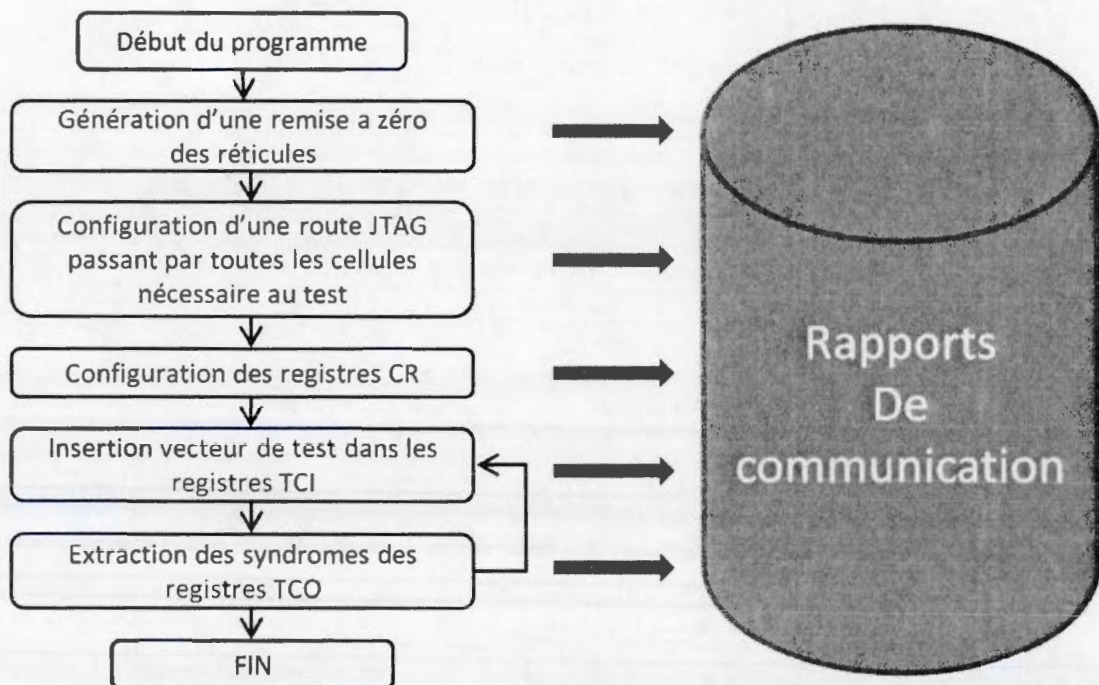 Début du programme
Génération d'une remise a zéro
des réticules
Configuration d'une route JTAG
passant par toutes les cellules
nécessaire au test
Configuration des registres CR
Insertion vecteur de test dans les
registres TCI
Extraction des syndromes des
registres TCO
FIN
Rapports
De
communication